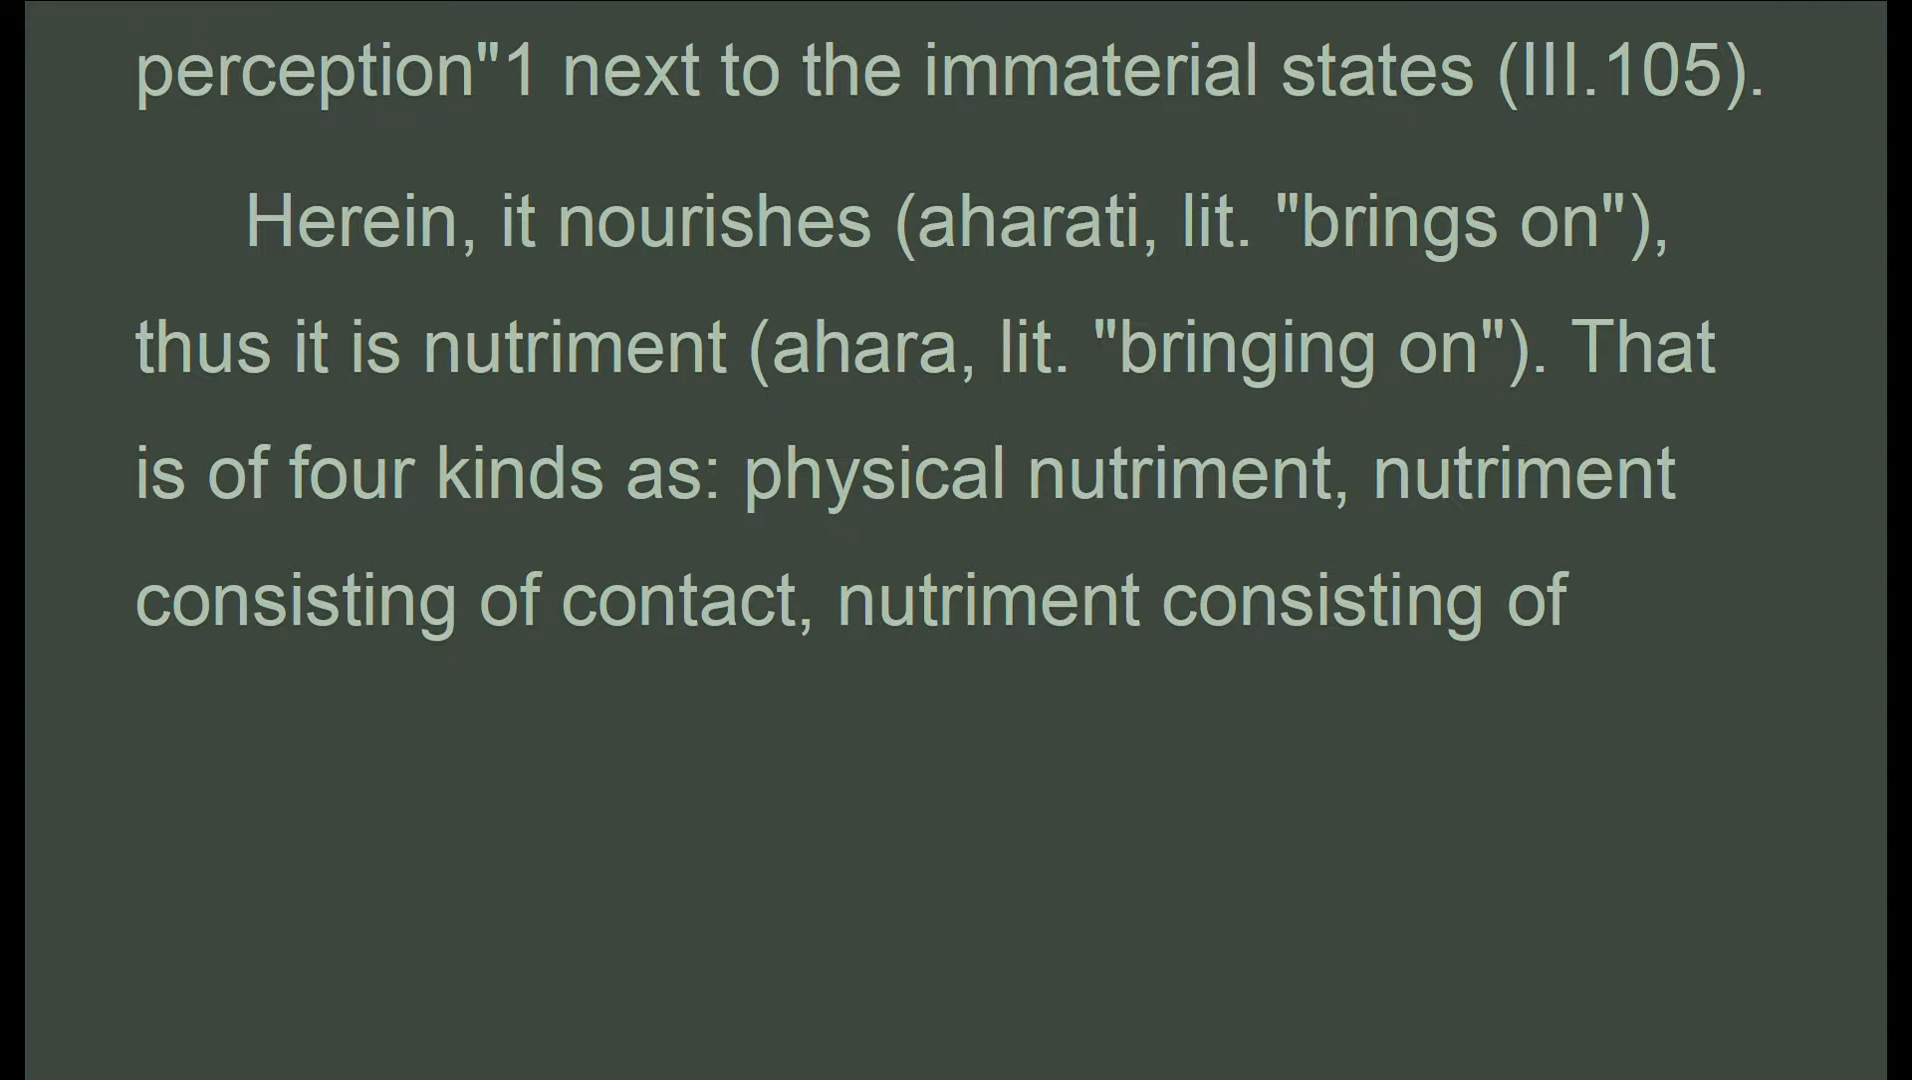 perception"1 next to the immaterial states (III.105).
Herein, it nourishes (aharati, lit. "brings on"),
thus it is nutriment (ahara, lit. "bringing on"). That
is of four kinds as: physical nutriment, nutriment
consisting of contact, nutriment consisting of